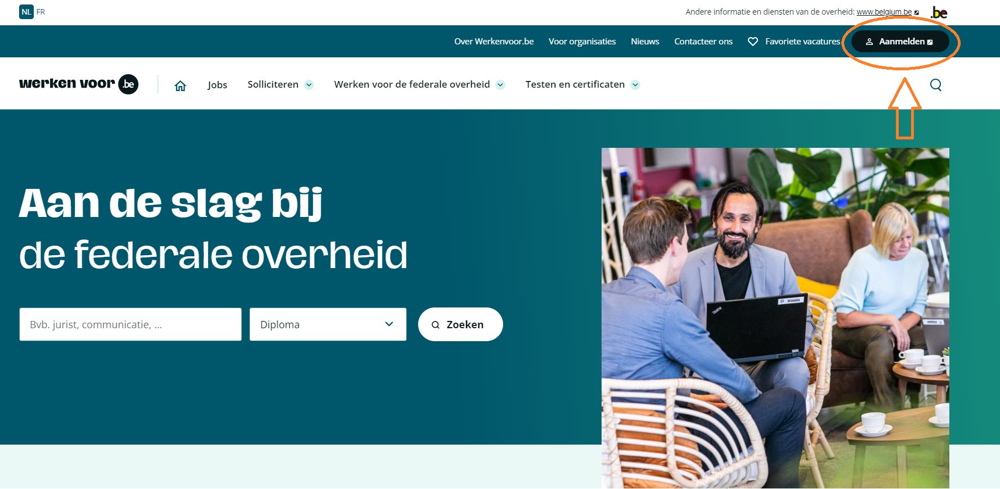 NL FR
Andere informatie en diensten van de overheid: www.belgium.be
.be
Over Werkenvoor.be Voor organisaties Nieuws Contacteer ons Favoriete vacatures Aanmelden
werken voor .be
Jobs Solliciteren Werken voor de federale overheid Testen en certificaten
Aan de slag bij
de federale overheid
Bvb. jurist, communicatie, ... Diploma Zoeken
ThinkPad